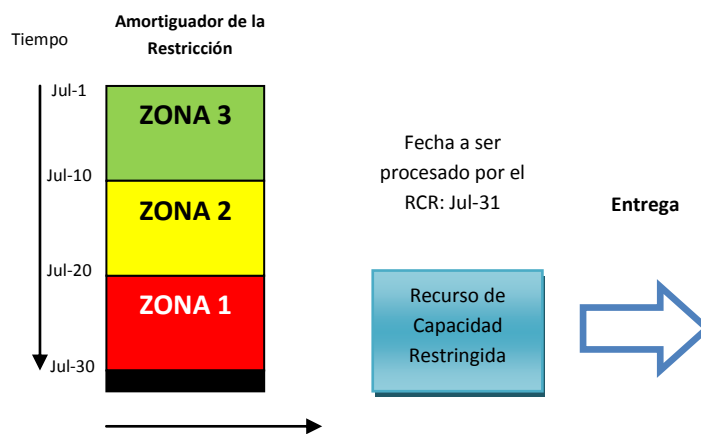 Tiempo
Amortiguador de la
Restricción
Jul-1
ZONA 3
Jul-10
ZONA 2
Jul-20
ZONA 1
Jul-30
Fecha a ser
procesado por el
RCR: Jul-31
Recurso de
Capacidad
Restringida
Entrega